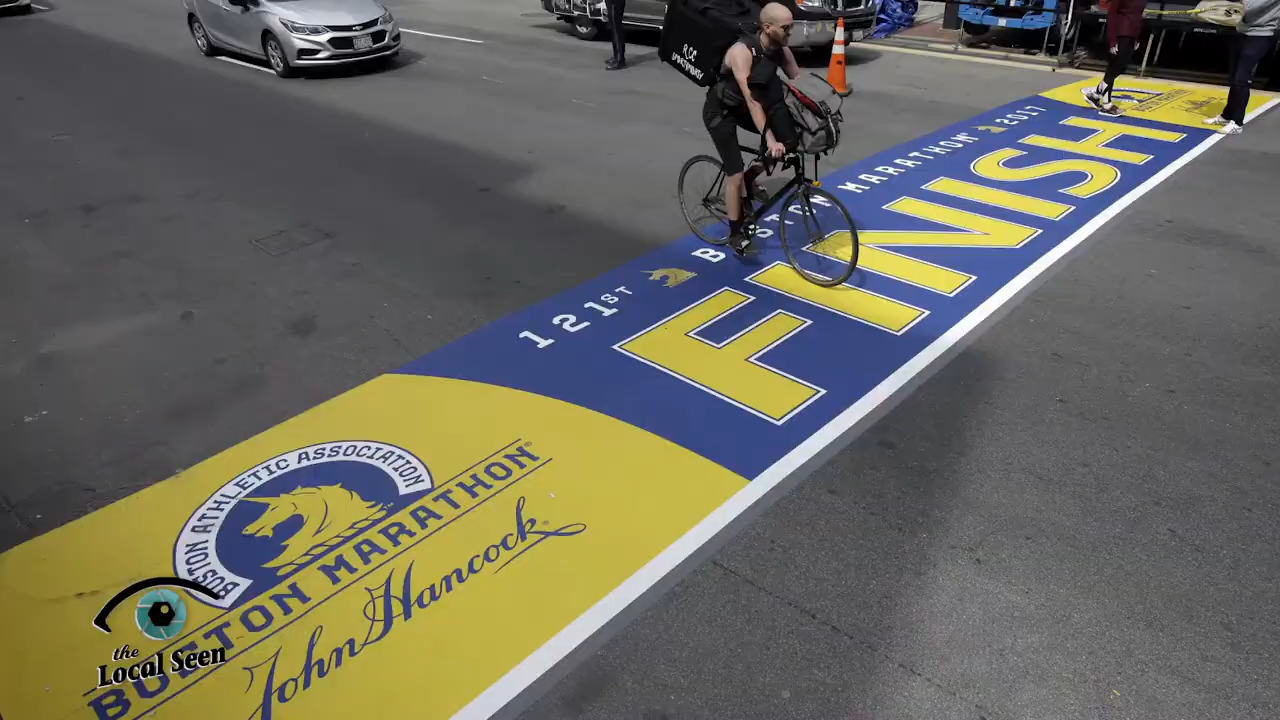 121ST BOSTON MARATHON® 2017
FINISH
BOSTON ATHLETIC ASSOCIATION
BOSTON MARATHON®
John Hancock®
the
Local Seen